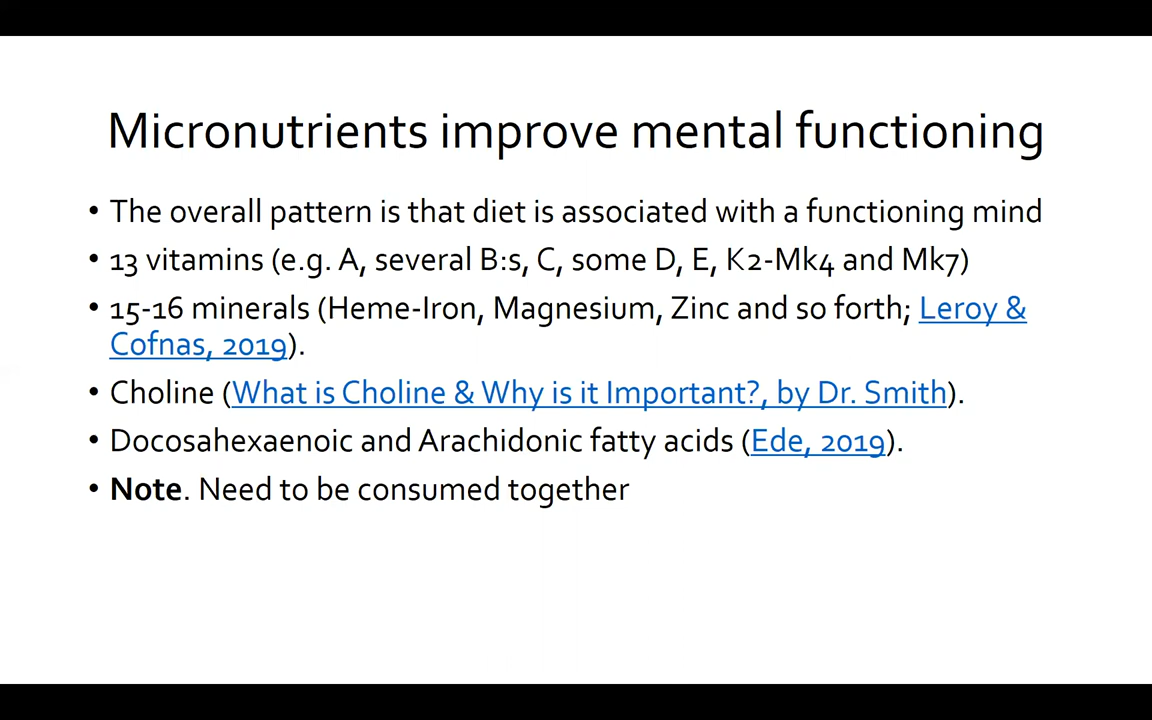 Micronutrients improve mental functioning
• The overall pattern is that diet is associated with a functioning mind
• 13 vitamins (e.g. A, several B:s, C, some D, E, K2-Mk4 and Mk7)
• 15-16 minerals (Heme-Iron, Magnesium, Zinc and so forth; Leroy &
Cofnas, 2019).
• Choline (What is Choline & Why is it Important?, by Dr. Smith).
• Docosahexaenoic and Arachidonic fatty acids (Ede, 2019).
• Note. Need to be consumed together